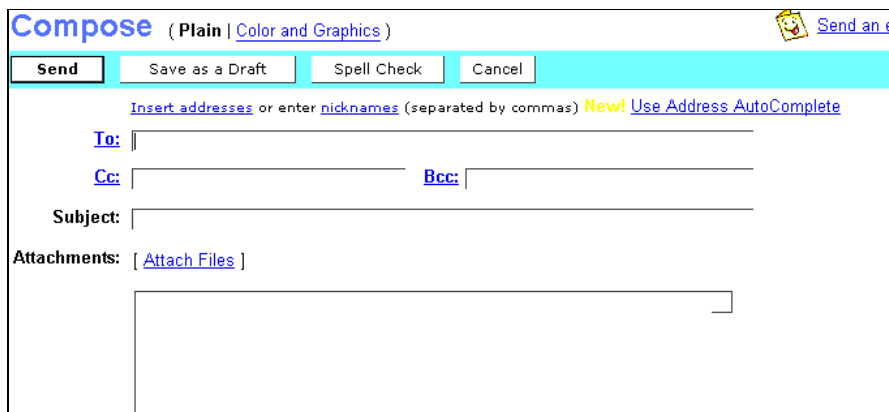 Compose ( Plain | Color and Graphics ) Send an
Send Save as a Draft Spell Check Cancel
Insert addresses or enter nicknames (separated by commas) New! Use Address AutoComplete
To:
Cc: Bcc:
Subject:
Attachments: [ Attach Files ]